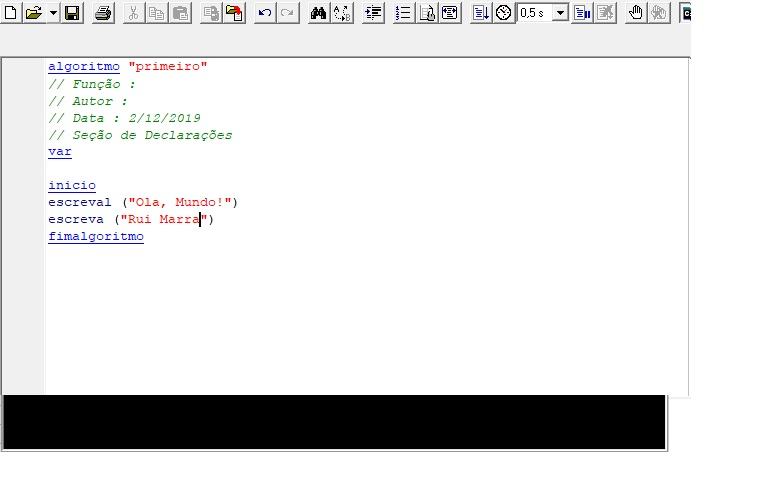 0,5 s
algoritmo "primeiro"
// Função :
// Autor :
// Data : 2/12/2019
// Seção de Declarações
var
inicio
escreval ("Ola, Mundo!")
escreva ("Rui Marra")
fimalgoritmo